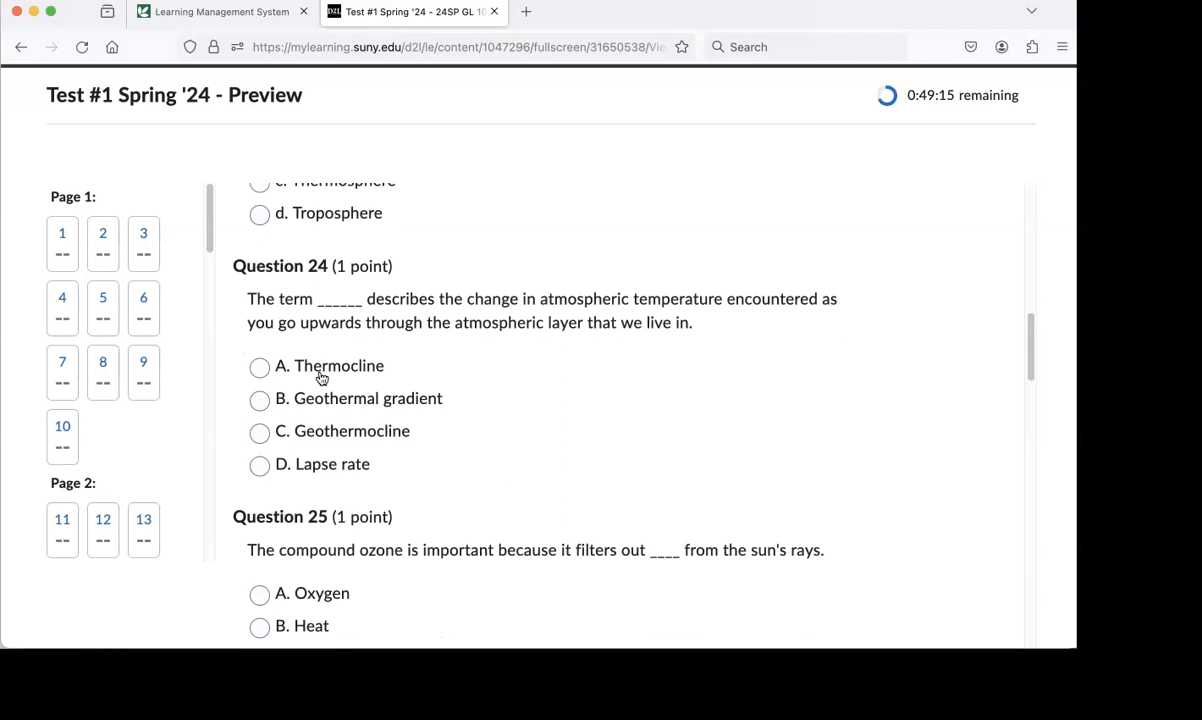 Learning Management System
Test #1 Spring '24 - 24SP GL 10
https://mylearning.suny.edu/d2l/le/content/1047296/fullscreen/31650538/Vie
Search
Test #1 Spring '24 - Preview
0:49:15 remaining
Page 1:
1 2 3
-- -- --
4 5 6
-- -- --
7 8 9
-- -- --
10
--
Page 2:
11 12 13
-- -- --
c. Thermosphere
d. Troposphere
Question 24 (1 point)
The term ______ describes the change in atmospheric temperature encountered as
you go upwards through the atmospheric layer that we live in.
A. Thermocline
B. Geothermal gradient
C. Geothermocline
D. Lapse rate
Question 25 (1 point)
The compound ozone is important because it filters out ____ from the sun's rays.
A. Oxygen
B. Heat